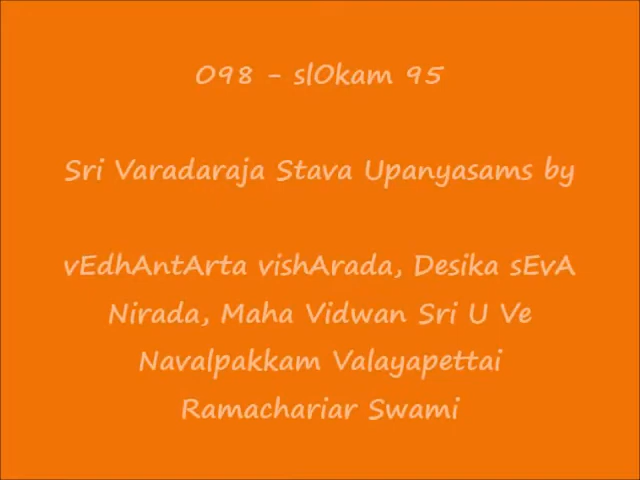 098 - slOkam 95
Sri Varadaraja Stava Upanyasams by
vEdhAntArta vishArada, Desika sEvA
Nirada, Maha Vidwan Sri U Ve
Navalpakkam Valayapettai
Ramachariar Swami